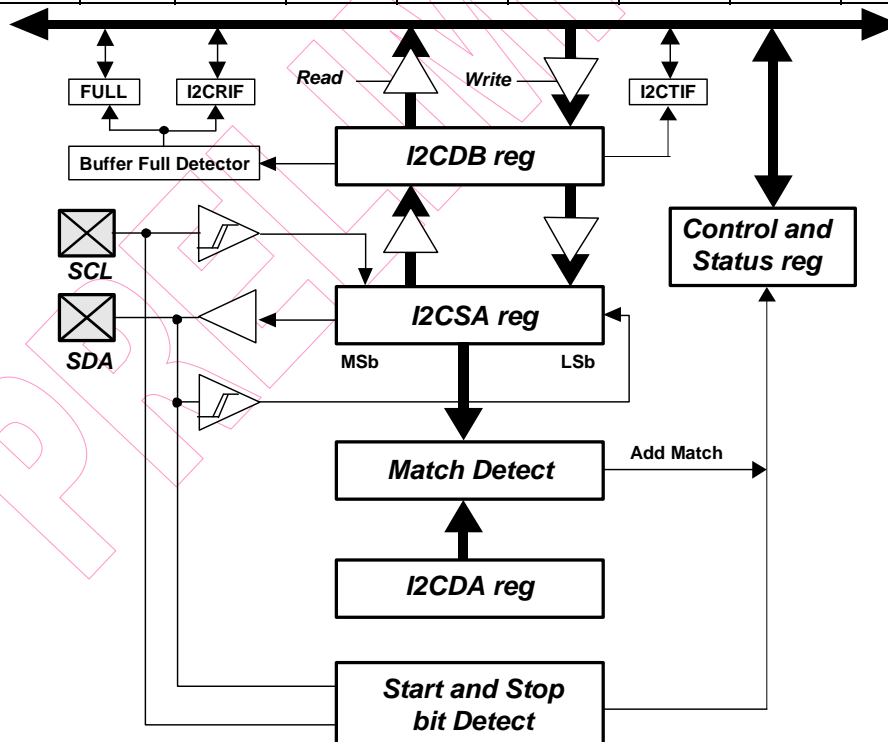 Read
Write
FULL
I2CRIF
I2CTIF
I2CDB reg
Buffer Full Detector
Control and
Status reg
SCL
I2CSA reg
SDA
MSb
LSb
Match Detect
Add Match
I2CDA reg
Start and Stop
bit Detect